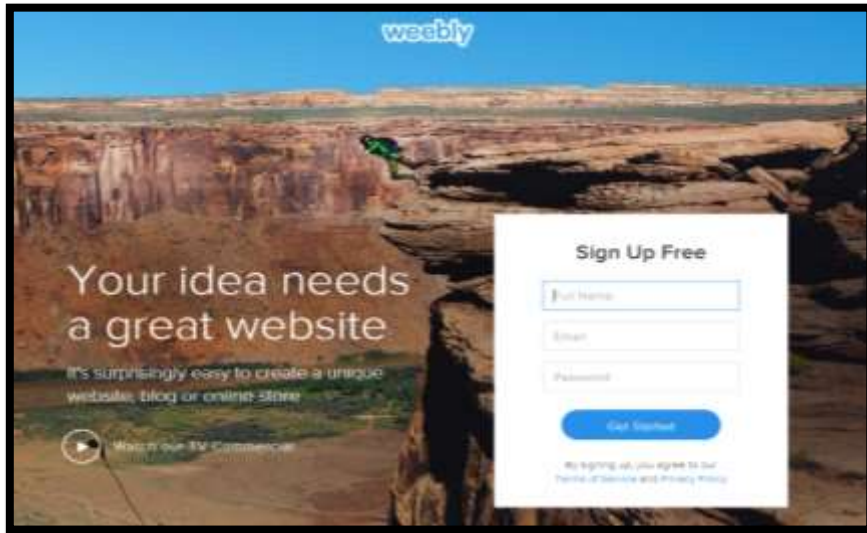 weebly
Your idea needs
a great website
It's surprisingly easy to create a unique
website, blog or online store
Watch our TV Commercial
Sign Up Free
Full Name
Email
Password
Get Started
By signing up, you agree to our
Terms of Service and Privacy Policy